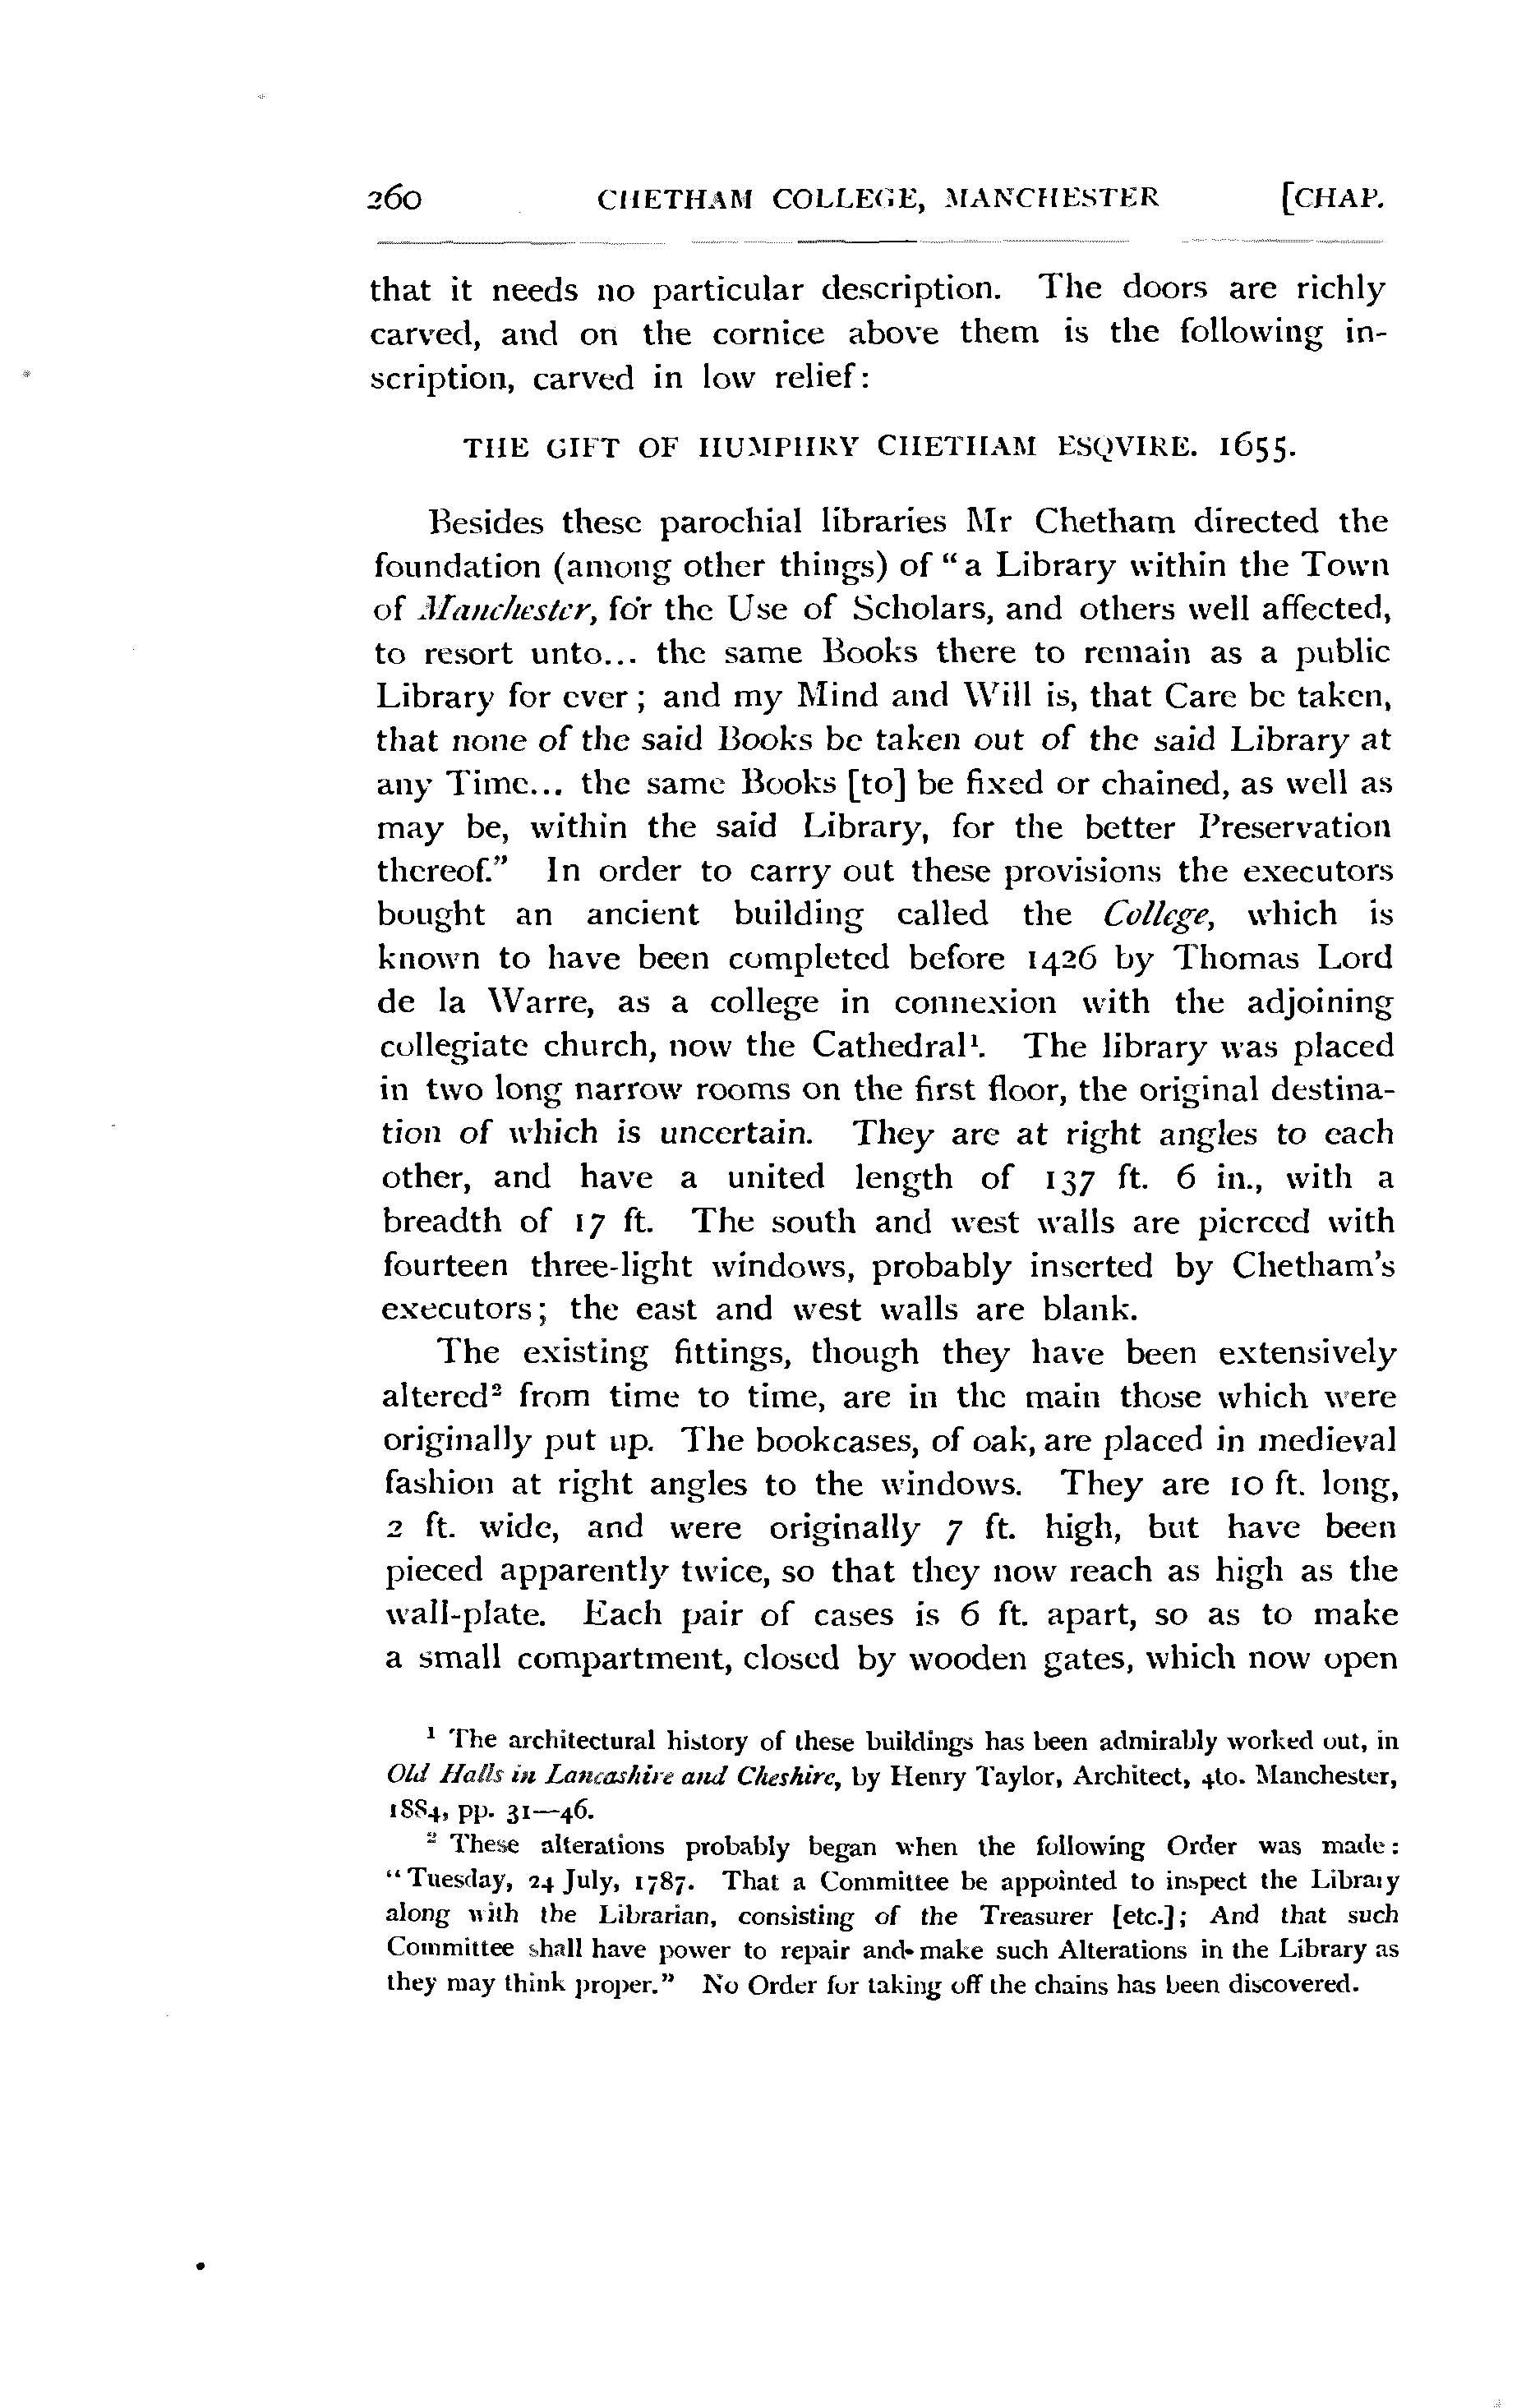 260 CHETHAM COLLEGE, MANCHESTER [CHAP.
that it needs no particular description. The doors are richly
carved, and on the cornice above them is the following in-
scription, carved in low relief:
THE GIFT OF HUMPHRY CHETHAM ESQVIRE. 1655.
Besides these parochial libraries Mr Chetham directed the
foundation (among other things) of "a Library within the Town
of Manchester, for the Use of Scholars, and others well affected,
to resort unto... the same Books there to remain as a public
Library for ever; and my Mind and Will is, that Care be taken,
that none of the said Books be taken out of the said Library at
any Time... the same Books [to] be fixed or chained, as well as
may be, within the said Library, for the better Preservation
thereof." In order to carry out these provisions the executors
bought an ancient building called the College, which is
known to have been completed before 1426 by Thomas Lord
de la Warre, as a college in connexion with the adjoining
collegiate church, now the Cathedral¹. The library was placed
in two long narrow rooms on the first floor, the original destina-
tion of which is uncertain. They are at right angles to each
other, and have a united length of 137 ft. 6 in., with a
breadth of 17 ft. The south and west walls are pierced with
fourteen three-light windows, probably inserted by Chetham's
executors; the east and west walls are blank.
The existing fittings, though they have been extensively
altered² from time to time, are in the main those which were
originally put up. The bookcases, of oak, are placed in medieval
fashion at right angles to the windows. They are 10 ft. long,
2 ft. wide, and were originally 7 ft. high, but have been
pieced apparently twice, so that they now reach as high as the
wall-plate. Each pair of cases is 6 ft. apart, so as to make
a small compartment, closed by wooden gates, which now open
¹ The architectural history of these buildings has been admirably worked out, in
Old Halls in Lancashire and Cheshire, by Henry Taylor, Architect, 4to. Manchester,
1884, pp. 31—46.
² These alterations probably began when the following Order was made:
"Tuesday, 24 July, 1787. That a Committee be appointed to inspect the Library
along with the Librarian, consisting of the Treasurer [etc.]; And that such
Committee shall have power to repair and make such Alterations in the Library as
they may think proper." No Order for taking off the chains has been discovered.